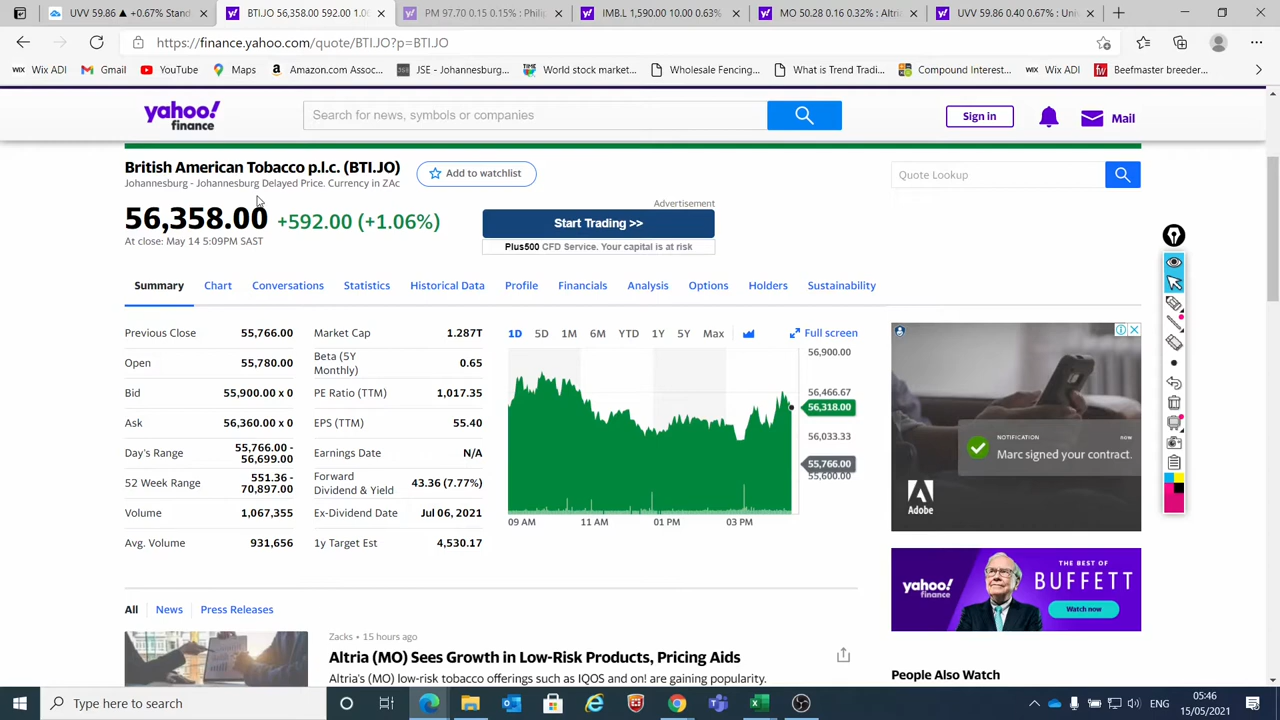 UVV 59.86 0.40 0.67% : Uni
BTI.JO 56,358.00 592.00 (1.0
PM 97.70 0.15 0.15% : Philip
IMB.L 1,590.00 10.00 0.63%
MO 50.28 0.16 0.32% : Altria
UVV 59.86 0.40 0.67% : Uni
https://finance.yahoo.com/quote/BTI.JO?p=BTI.JO
Wix ADI Gmail YouTube Maps Amazon.com Assoc... JSE - Johannesburg... World stock market... Wholesale Fencing,... What is Trend Tradi... Compound Interest... Wix ADI Beefmaster breeder...
yahoo!
finance
Search for news, symbols or companies
Sign in
Mail
British American Tobacco p.l.c. (BTI.JO)
Add to watchlist
Quote Lookup
Johannesburg - Johannesburg Delayed Price. Currency in ZAc
56,358.00 +592.00 (+1.06%)
At close: May 14 5:09PM SAST
Advertisement
Start Trading >>
Plus500 CFD Service. Your capital is at risk
Summary Chart Conversations Statistics Historical Data Profile Financials Analysis Options Holders Sustainability
Previous Close 55,766.00
Open 55,780.00
Bid 55,900.00 x 0
Ask 56,360.00 x 0
Day's Range 55,766.00 -
56,699.00
52 Week Range 551.36 -
70,897.00
Volume 1,067,355
Avg. Volume 931,656
Market Cap 1.287T
Beta (5Y
Monthly) 0.65
PE Ratio (TTM) 1,017.35
EPS (TTM) 55.40
Earnings Date N/A
Forward
Dividend & Yield 43.36 (7.77%)
Ex-Dividend Date Jul 06, 2021
1y Target Est 4,530.17
1D 5D 1M 6M YTD 1Y 5Y Max
Full screen
56,900.00
56,466.67
56,318.00
56,033.33
55,766.00
55,600.00
09 AM 11 AM 01 PM 03 PM
NOTIFICATION now
Marc signed your contract.
Adobe
yahoo!
finance
THE BEST OF
BUFFETT
Watch now
All News Press Releases
Zacks • 15 hours ago
Altria (MO) Sees Growth in Low-Risk Products, Pricing Aids
Altria's (MO) low-risk tobacco offerings such as IQOS and on! are gaining popularity.
People Also Watch
Type here to search
05:46
15/05/2021